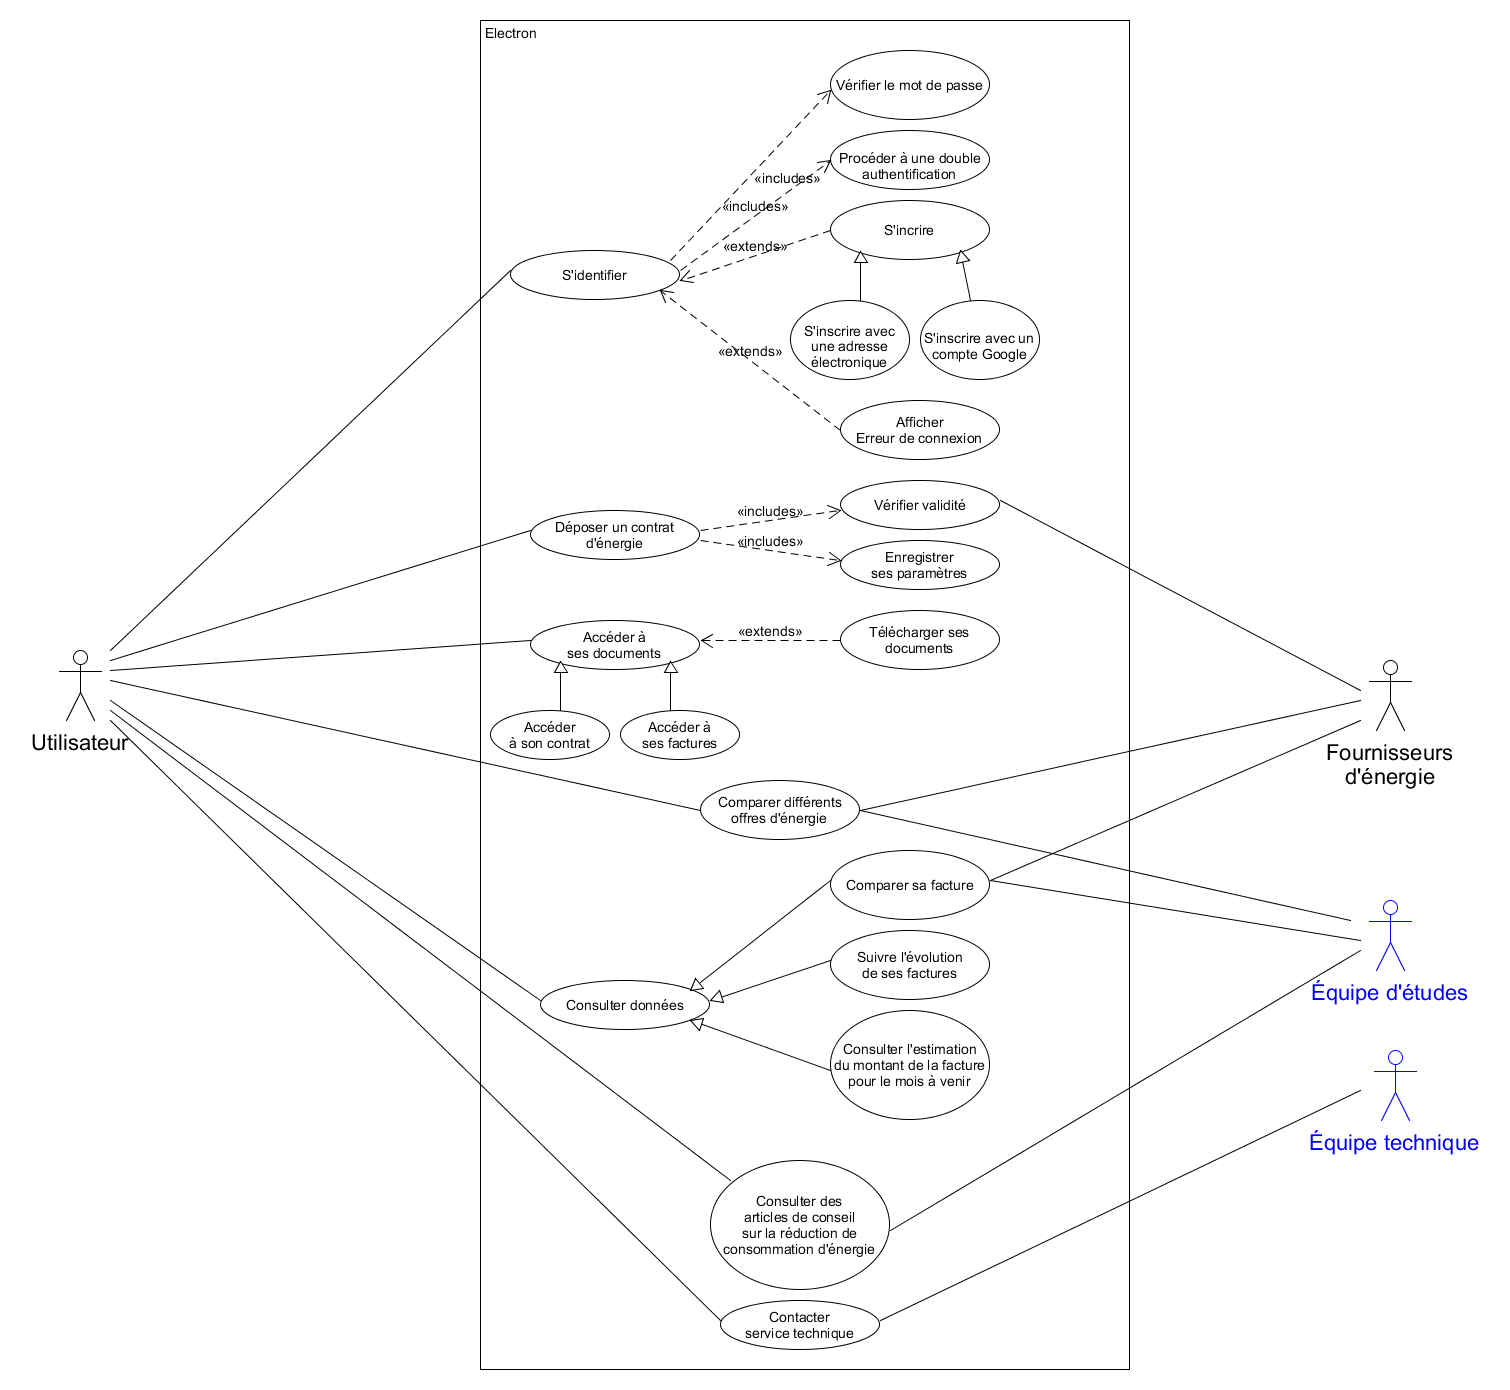 Electron
Vérifier le mot de passe
Procéder à une double
authentification
«includes»
«includes»
S'incrire
«extends»
S'identifier
S'inscrire avec
une adresse
électronique
S'inscrire avec un
compte Google
«extends»
Afficher
Erreur de connexion
Vérifier validité
«includes»
Déposer un contrat
d'énergie
«includes»
Enregistrer
ses paramètres
Accéder à
ses documents
«extends»
Télécharger ses
documents
Accéder
à son contrat
Accéder à
ses factures
Utilisateur
Fournisseurs
d'énergie
Comparer différents
offres d'énergie
Comparer sa facture
Suivre l'évolution
de ses factures
Consulter données
Équipe d'études
Consulter l'estimation
du montant de la facture
pour le mois à venir
Équipe technique
Consulter des
articles de conseil
sur la réduction de
consommation d'énergie
Contacter
service technique